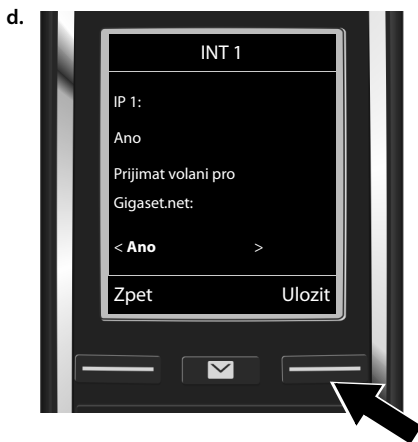 d.
INT 1
IP 1:
Ano
Prijimat volani pro
Gigaset.net:
< Ano >
Zpet Ulozit